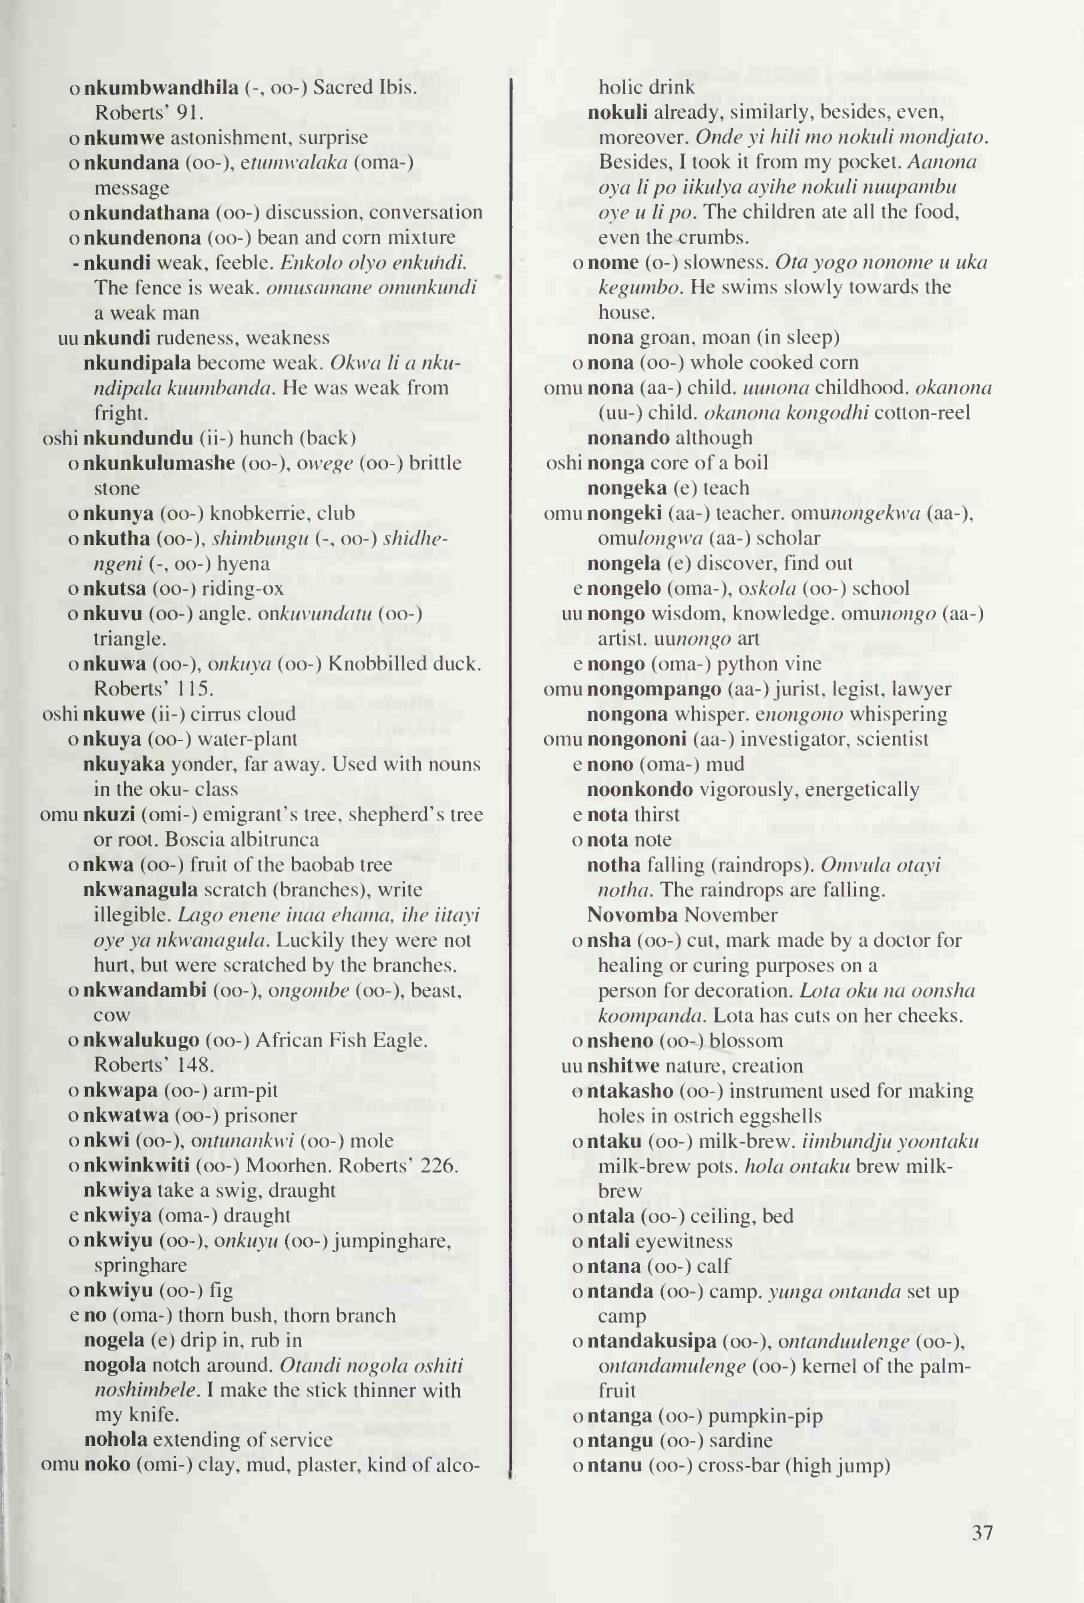 o nkumbwandhila (-, oo-) Sacred Ibis.
Roberts’ 91.
o nkumwe astonishment, surprise
o nkundana (oo-), etumwalaka (oma-)
message
o nkundathana (oo-) discussion, conversation
o nkundenona (oo-) bean and corn mixture
- nkundi weak, feeble. Enkolo olyo enkundi.
The fence is weak. omusamane omunkundi
a weak man
uu nkundi rudeness, weakness
nkundipala become weak. Okwa li a nku-
ndipala kuumbanda. He was weak from
fright.
oshi nkundundu (ii-) hunch (back)
o nkunkulumashe (oo-), owege (oo-) brittle
stone
o nkunya (oo-) knobkerrie, club
o nkutha (oo-), shimbungu (-, oo-) shidhe-
ngeni (-, oo-) hyena
o nkutsa (oo-) riding-ox
o nkuvu (oo-) angle. onkuvundatu (oo-)
triangle.
o nkuwa (oo-), onkuya (oo-) Knobbilled duck.
Roberts’ 115.
oshi nkuwe (ii-) cirrus cloud
o nkuya (oo-) water-plant
nkuyaka yonder, far away. Used with nouns
in the oku- class
omu nkuzi (omi-) emigrant’s tree, shepherd’s tree
or root. Boscia albitrunca
o nkwa (oo-) fruit of the baobab tree
nkwanagula scratch (branches), write
illegible. Lago enene inaa ehama, ihe iitayi
oye ya nkwanagula. Luckily they were not
hurt, but were scratched by the branches.
o nkwandambi (oo-), ongombe (oo-), beast,
cow
o nkwalukugo (oo-) African Fish Eagle.
Roberts’ 148.
o nkwapa (oo-) arm-pit
o nkwatwa (oo-) prisoner
o nkwi (oo-), ontunankwi (oo-) mole
o nkwinkwiti (oo-) Moorhen. Roberts’ 226.
nkwiya take a swig, draught
e nkwiya (oma-) draught
o nkwiyu (oo-), onkuyu (oo-) jumpinghare,
springhare
o nkwiyu (oo-) fig
e no (oma-) thorn bush, thorn branch
nogela (e) drip in, rub in
nogola notch around. Otandi nogola oshiti
noshimbele. I make the stick thinner with
my knife.
nohola extending of service
omu noko (omi-) clay, mud, plaster, kind of alco-
holic drink
nokuli already, similarly, besides, even,
moreover. Onde yi hili mo nokuli mondjato.
Besides, I took it from my pocket. Aanona
oya li po iikulya ayihe nokuli nuupambu
oye u li po. The children ate all the food,
even the crumbs.
o nome (o-) slowness. Ota yogo nonome u uka
kegumbo. He swims slowly towards the
house.
nona groan, moan (in sleep)
o nona (oo-) whole cooked corn
omu nona (aa-) child. uunona childhood. okanona
(uu-) child. okanona kongodhi cotton-reel
nonando although
oshi nonga core of a boil
nongeka (e) teach
omu nongeki (aa-) teacher. omunongekwa (aa-),
omulongwa (aa-) scholar
nongela (e) discover, find out
e nongelo (oma-), oskola (oo-) school
uu nongo wisdom, knowledge. omunongo (aa-)
artist. uunongo art
e nongo (oma-) python vine
omu nongompango (aa-) jurist, legist, lawyer
nongona whisper. enongono whispering
omu nongononi (aa-) investigator, scientist
e nono (oma-) mud
noonkondo vigorously, energetically
e nota thirst
o nota note
notha falling (raindrops). Omvula otayi
notha. The raindrops are falling.
Novomba November
o nsha (oo-) cut, mark made by a doctor for
healing or curing purposes on a
person for decoration. Lota oku na oonsha
koompanda. Lota has cuts on her cheeks.
o nsheno (oo-) blossom
uu nshitwe nature, creation
o ntakasho (oo-) instrument used for making
holes in ostrich eggshells
o ntaku (oo-) milk-brew. iimbundju yoontaku
milk-brew pots. hola ontaku brew milk-
brew
o ntala (oo-) ceiling, bed
o ntali eyewitness
o ntana (oo-) calf
o ntanda (oo-) camp. yunga ontanda set up
camp
o ntandakusipa (oo-), ontanduulenge (oo-),
ontandamulenge (oo-) kernel of the palm-
fruit
o ntanga (oo-) pumpkin-pip
o ntangu (oo-) sardine
o ntanu (oo-) cross-bar (high jump)
37